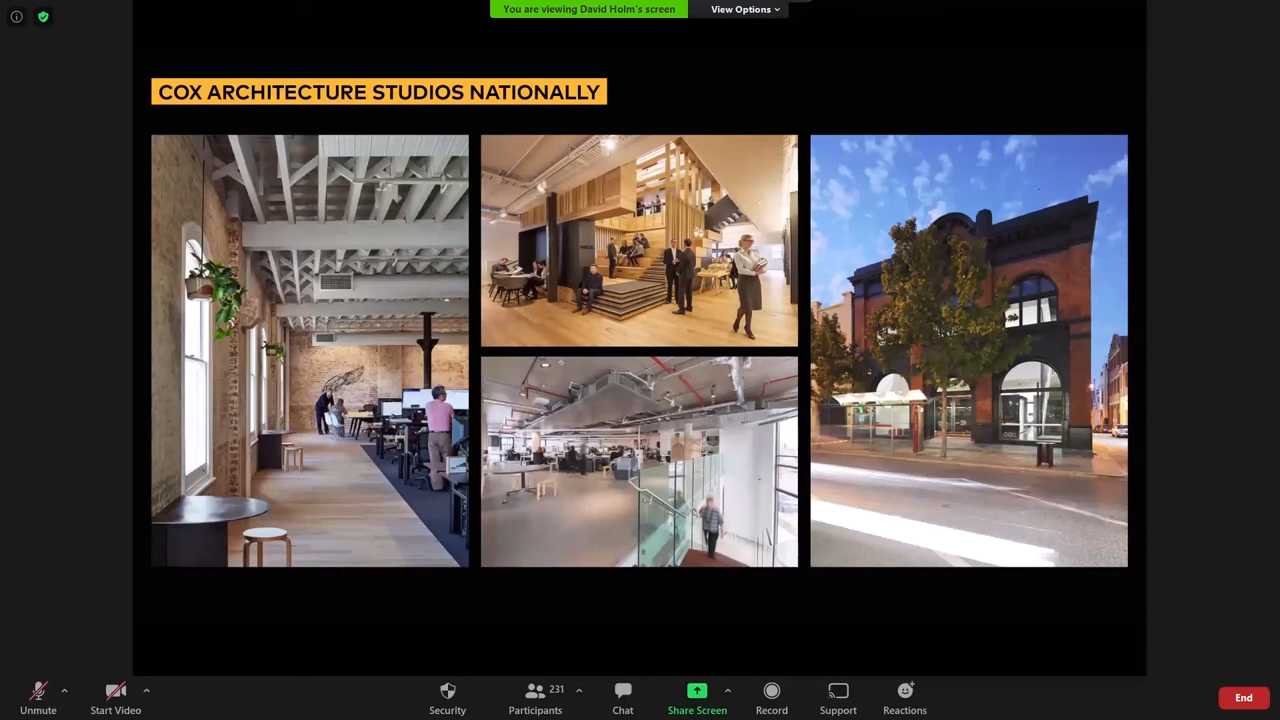 You are viewing David Holm's screen
View Options
COX ARCHITECTURE STUDIOS NATIONALLY
Unmute
Start Video
Security
231
Participants
Chat
Share Screen
Record
Support
Reactions
End